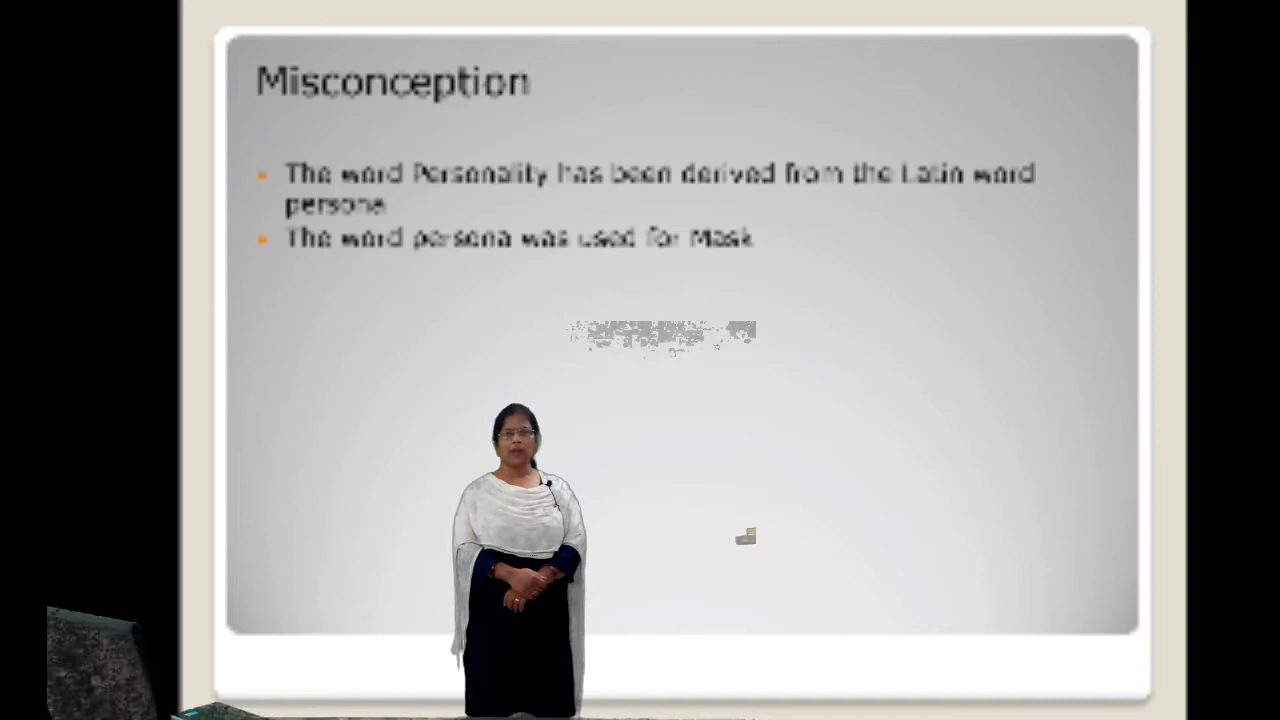 Misconception
The word Personality has been derived from the Latin word
persona
The word persona was used for Mask